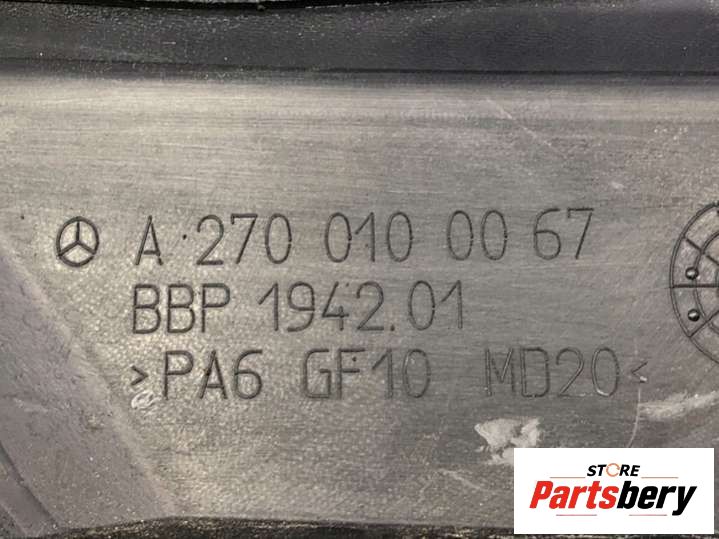 A 270 010 00 67
BBP 1942.01
>PA6 GF10 MD20<
STORE
Partsbery